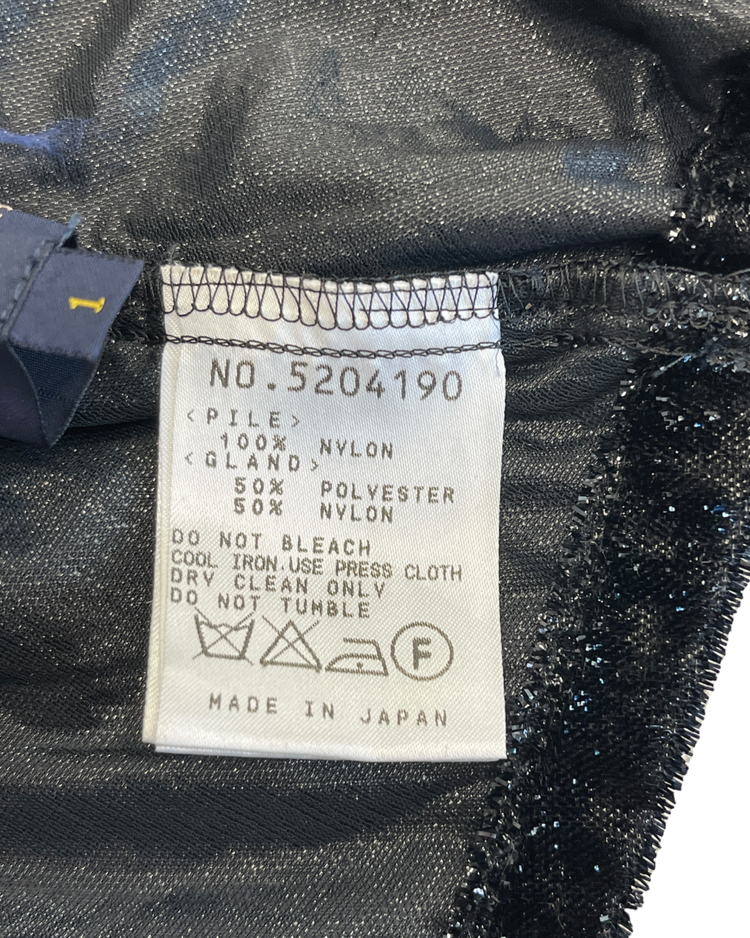 1
NO.5204190
<PILE>
100% NYLON
<GLAND>
50% POLYESTER
50% NYLON
DO NOT BLEACH
COOL IRON.USE PRESS CLOTH
DRY CLEAN ONLY
DO NOT TUMBLE
F
MADE IN JAPAN